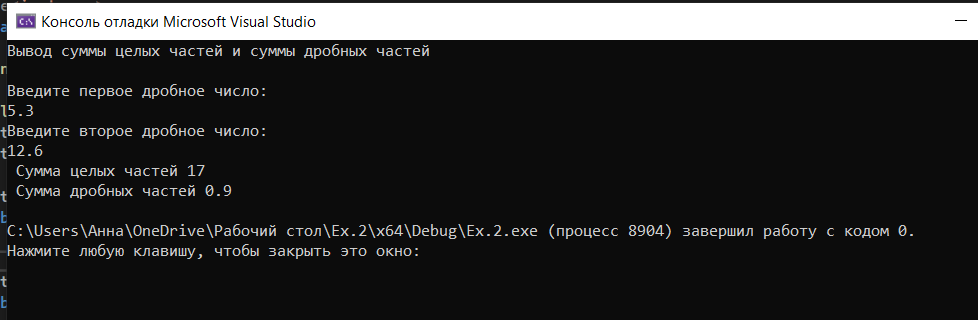 Консоль отладки Microsoft Visual Studio
Вывод суммы целых частей и суммы дробных частей
Введите первое дробное число:
5.3
Введите второе дробное число:
12.6
Сумма целых частей 17
Сумма дробных частей 0.9
C:\Users\Анна\OneDrive\Рабочий стол\Ex.2\x64\Debug\Ex.2.exe (процесс 8904) завершил работу с кодом 0.
Нажмите любую клавишу, чтобы закрыть это окно: